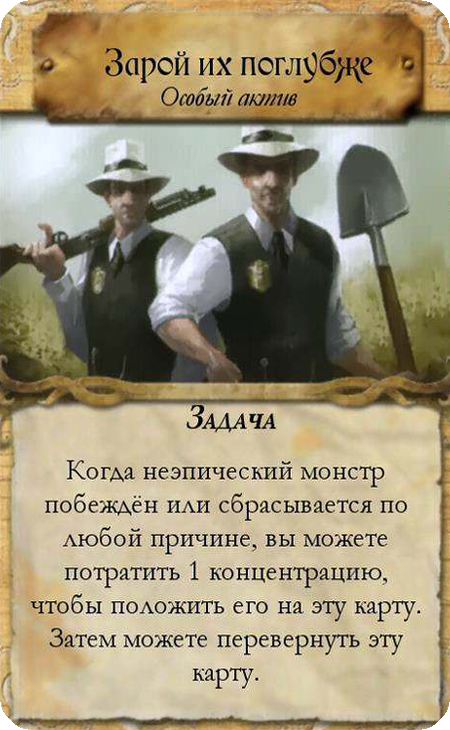 Зарой их поглубже
Особый актив
Задача
Когда неэпический монстр
побеждён или сбрасывается по
любой причине, вы можете
потратить 1 концентрацию,
чтобы положить его на эту карту.
Затем можете перевернуть эту
карту.